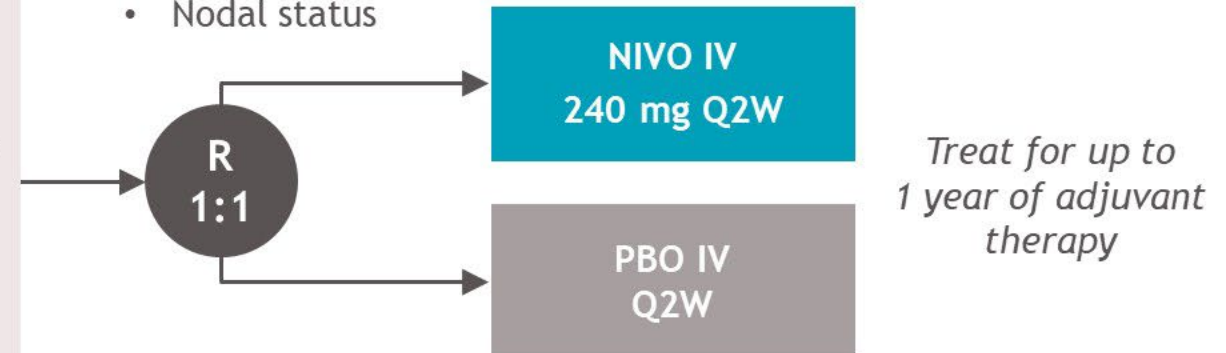 • Nodal status
R
1:1
NIVO IV
240 mg Q2W
PBO IV
Q2W
Treat for up to
1 year of adjuvant
therapy